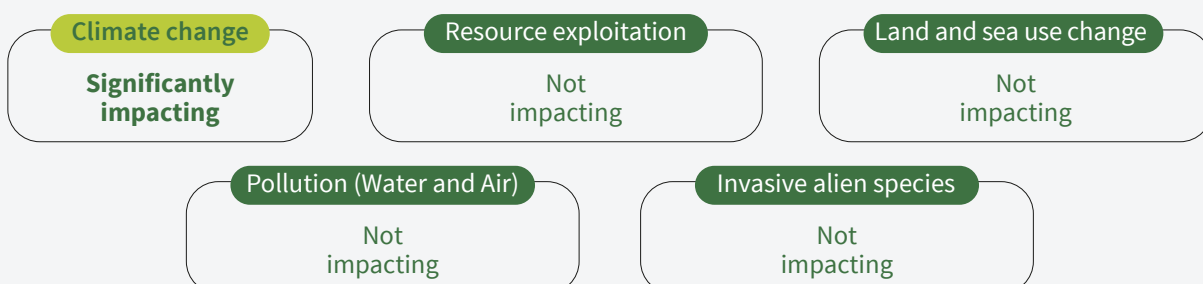 Climate change
Significantly
impacting
Resource exploitation
Not
impacting
Land and sea use change
Not
impacting
Pollution (Water and Air)
Not
impacting
Invasive alien species
Not
impacting